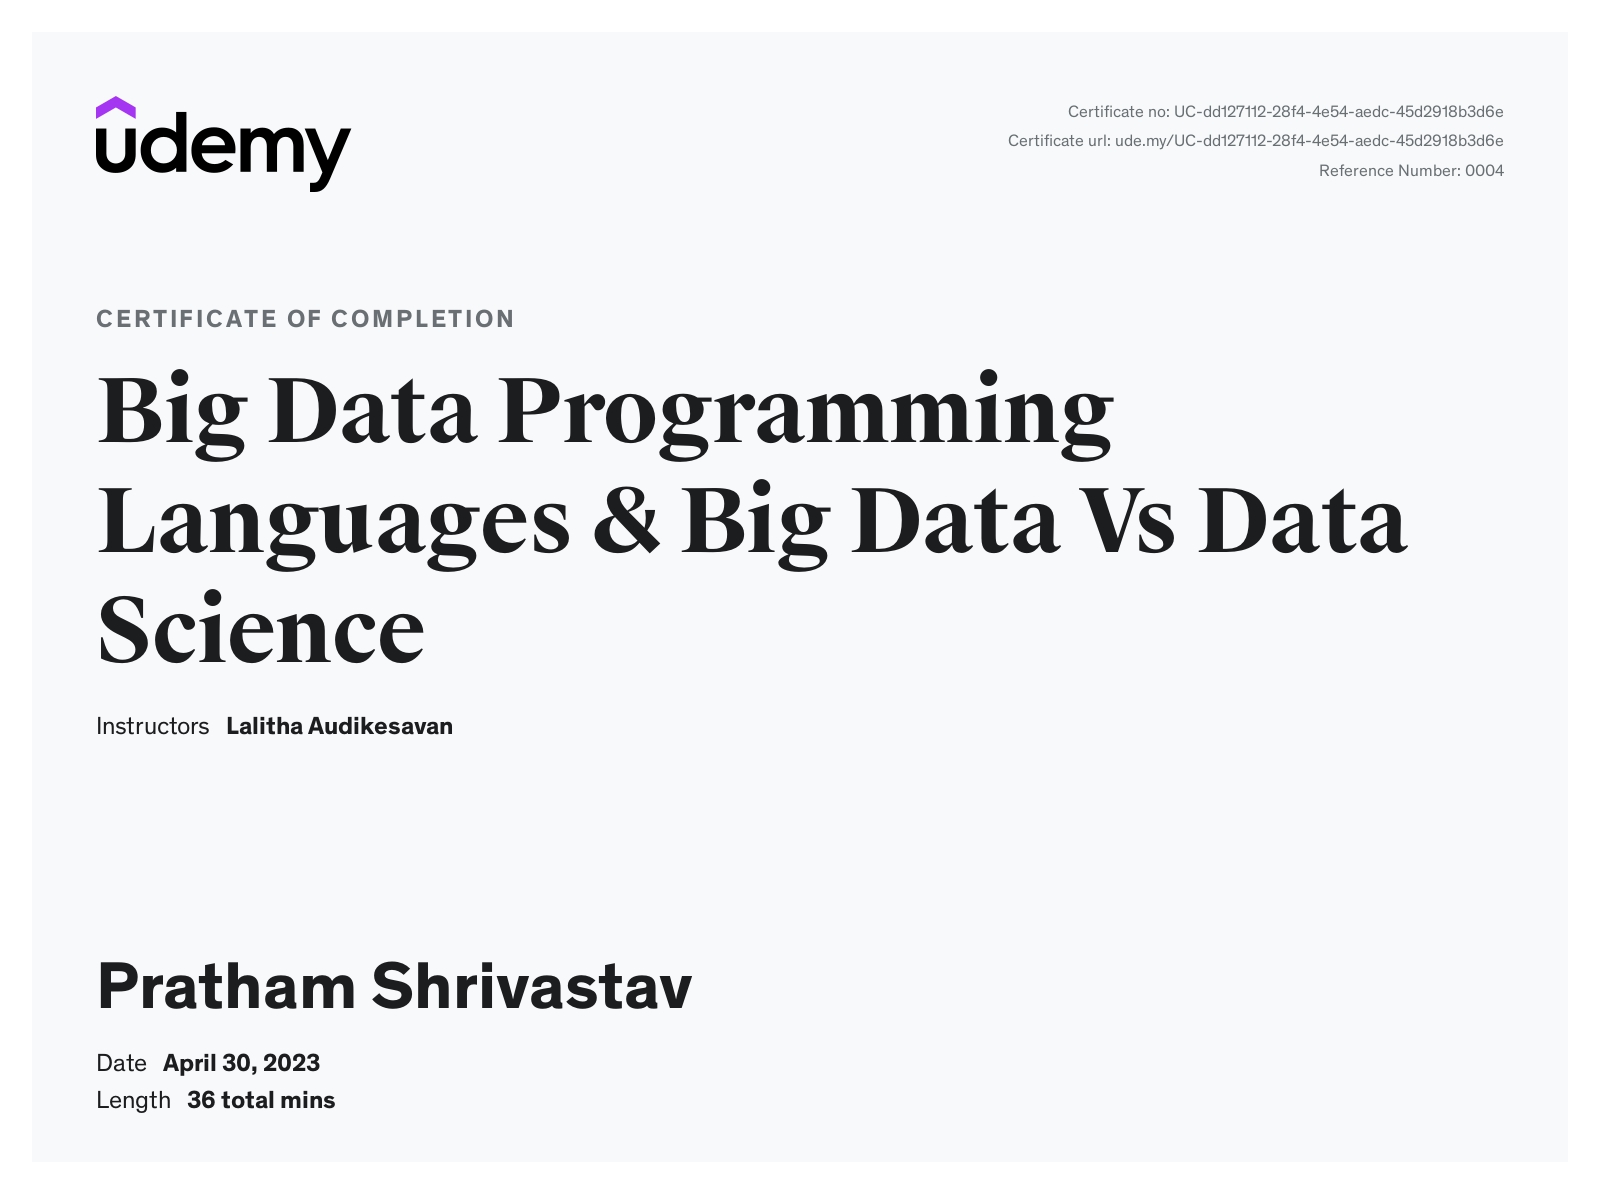 udemy
Certificate no: UC-dd127112-28f4-4e54-aedc-45d2918b3d6e
Certificate url: ude.my/UC-dd127112-28f4-4e54-aedc-45d2918b3d6e
Reference Number: 0004
CERTIFICATE OF COMPLETION
Big Data Programming
Languages & Big Data Vs Data
Science
Instructors Lalitha Audikesavan
Pratham Shrivastav
Date April 30, 2023
Length 36 total mins